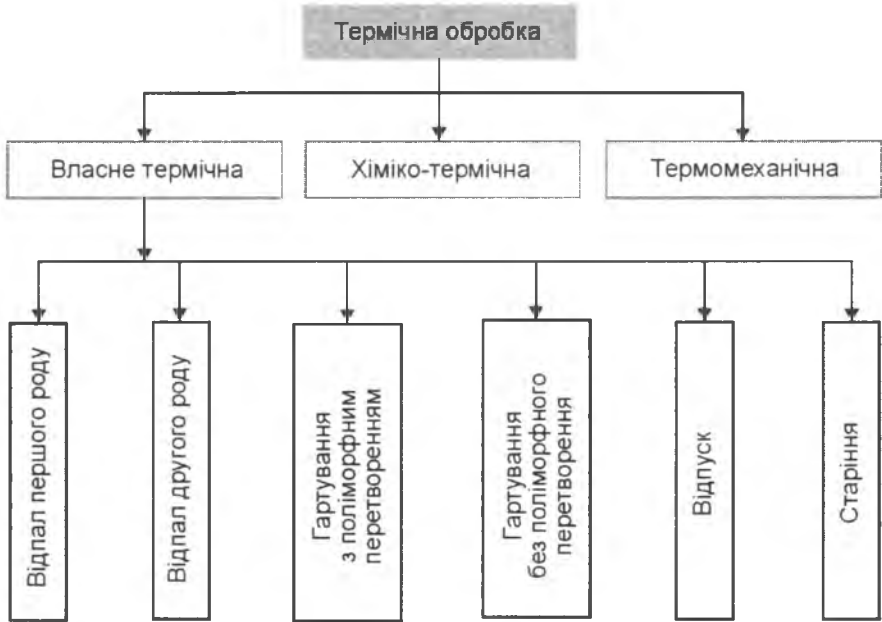 Термічна обробка
Власне термічна
Хіміко-термічна
Термомеханічна
Відпал першого роду
Відпал другого роду
Гартування
з поліморфним
перетворенням
Гартування
без поліморфного
перетворення
Відпуск
Старіння